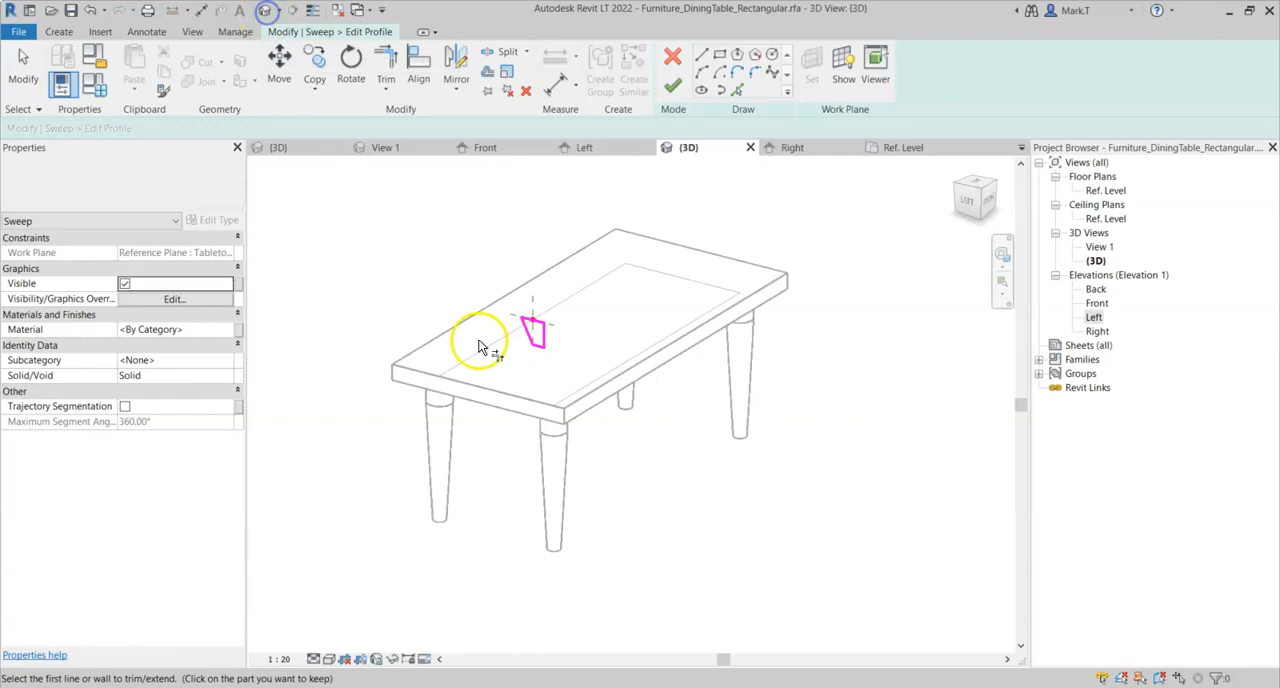 Autodesk Revit LT 2022 - Furniture_DiningTable_Rectangular.rfa - 3D View: {3D}
Mark.T
File Create Insert Annotate View Manage Modify | Sweep > Edit Profile
Modify
Paste
Cut
Join
Move Copy Rotate Trim Align Mirror
Split
Create Group
Create Similar
Set Show Viewer
Select Properties Clipboard Geometry Modify Measure Create Mode Draw Work Plane
Modify | Sweep > Edit Profile
Properties
{3D} View 1 Front Left {3D} Right Ref. Level
Project Browser - Furniture_DiningTable_Rectangular....
Sweep Edit Type
Constraints
Work Plane Reference Plane : Tableto...
Graphics
Visible
Visibility/Graphics Overr... Edit...
Materials and Finishes
Material <By Category>
Identity Data
Subcategory <None>
Solid/Void Solid
Other
Trajectory Segmentation
Maximum Segment Ang... 360.00°
Properties help
LEFT
Views (all)
Floor Plans
Ref. Level
Ceiling Plans
Ref. Level
3D Views
View 1
{3D}
Elevations (Elevation 1)
Back
Front
Left
Right
Sheets (all)
Families
Groups
Revit Links
1 : 20
Select the first line or wall to trim/extend. (Click on the part you want to keep)
:0